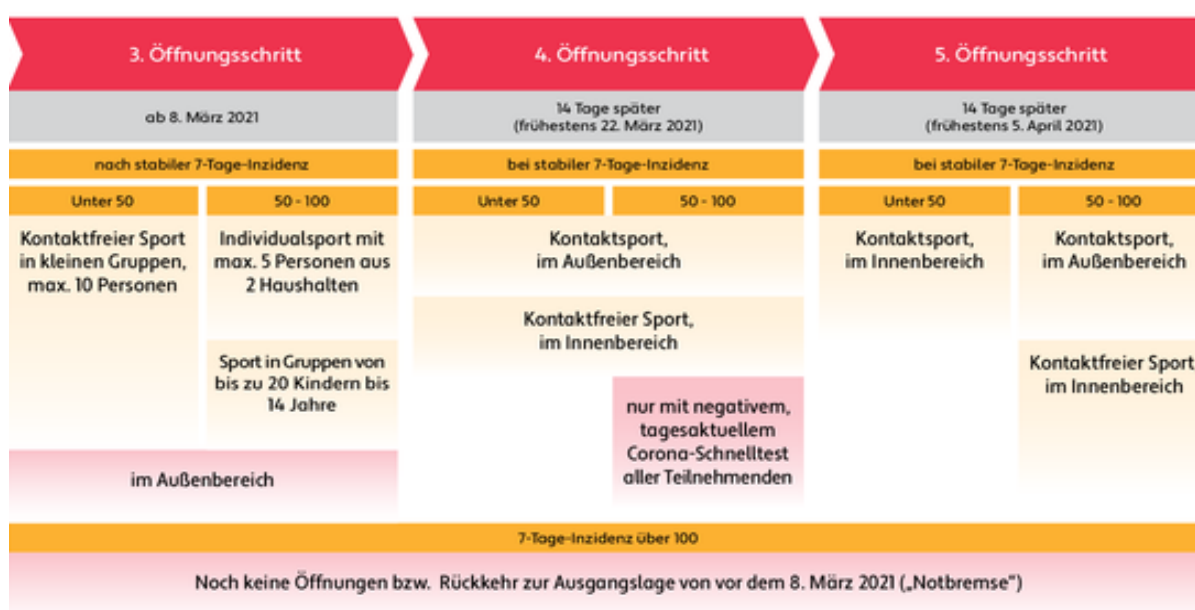 3. Öffnungsschritt
4. Öffnungsschritt
5. Öffnungsschritt
ab 8. März 2021
14 Tage später
(frühestens 22. März 2021)
14 Tage später
(frühestens 5. April 2021)
nach stabiler 7-Tage-Inzidenz
bei stabiler 7-Tage-Inzidenz
bei stabiler 7-Tage-Inzidenz
Unter 50
50 - 100
Unter 50
50 - 100
Unter 50
50 - 100
Kontaktfreier Sport
in kleinen Gruppen,
max. 10 Personen
Individualsport mit
max. 5 Personen aus
2 Haushalten
Sport in Gruppen von
bis zu 20 Kindern bis
14 Jahre
im Außenbereich
Kontaktsport,
im Außenbereich
Kontaktfreier Sport,
im Innenbereich
nur mit negativem,
tagesaktuellem
Corona-Schnelltest
aller Teilnehmenden
Kontaktsport,
im Innenbereich
Kontaktsport,
im Außenbereich
Kontaktfreier Sport
im Innenbereich
7-Tage-Inzidenz über 100
Noch keine Öffnungen bzw. Rückkehr zur Ausgangslage von vor dem 8. März 2021 („Notbremse")